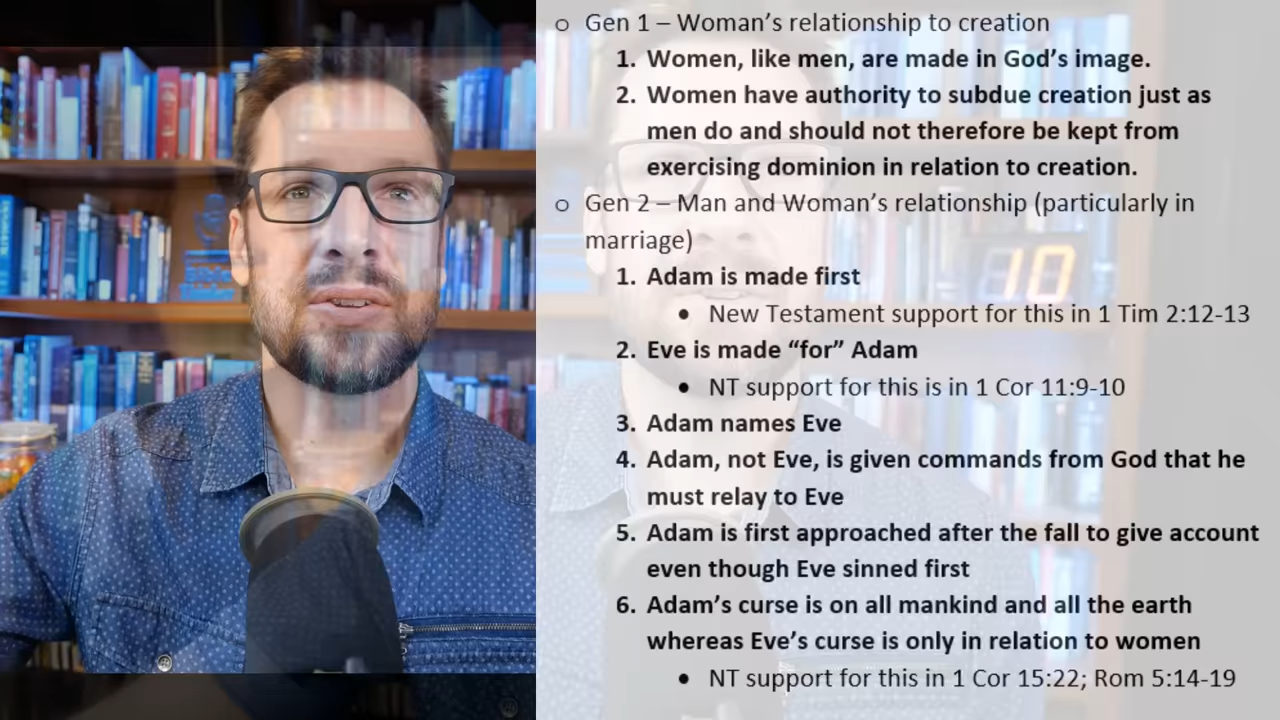 o Gen 1 – Woman’s relationship to creation
1. Women, like men, are made in God’s image.
2. Women have authority to subdue creation just as
men do and should not therefore be kept from
exercising dominion in relation to creation.
o Gen 2 – Man and Woman’s relationship (particularly in
marriage)
1. Adam is made first
• New Testament support for this in 1 Tim 2:12-13
2. Eve is made “for” Adam
• NT support for this is in 1 Cor 11:9-10
3. Adam names Eve
4. Adam, not Eve, is given commands from God that he
must relay to Eve
5. Adam is first approached after the fall to give account
even though Eve sinned first
6. Adam’s curse is on all mankind and all the earth
whereas Eve’s curse is only in relation to women
• NT support for this in 1 Cor 15:22; Rom 5:14-19
10